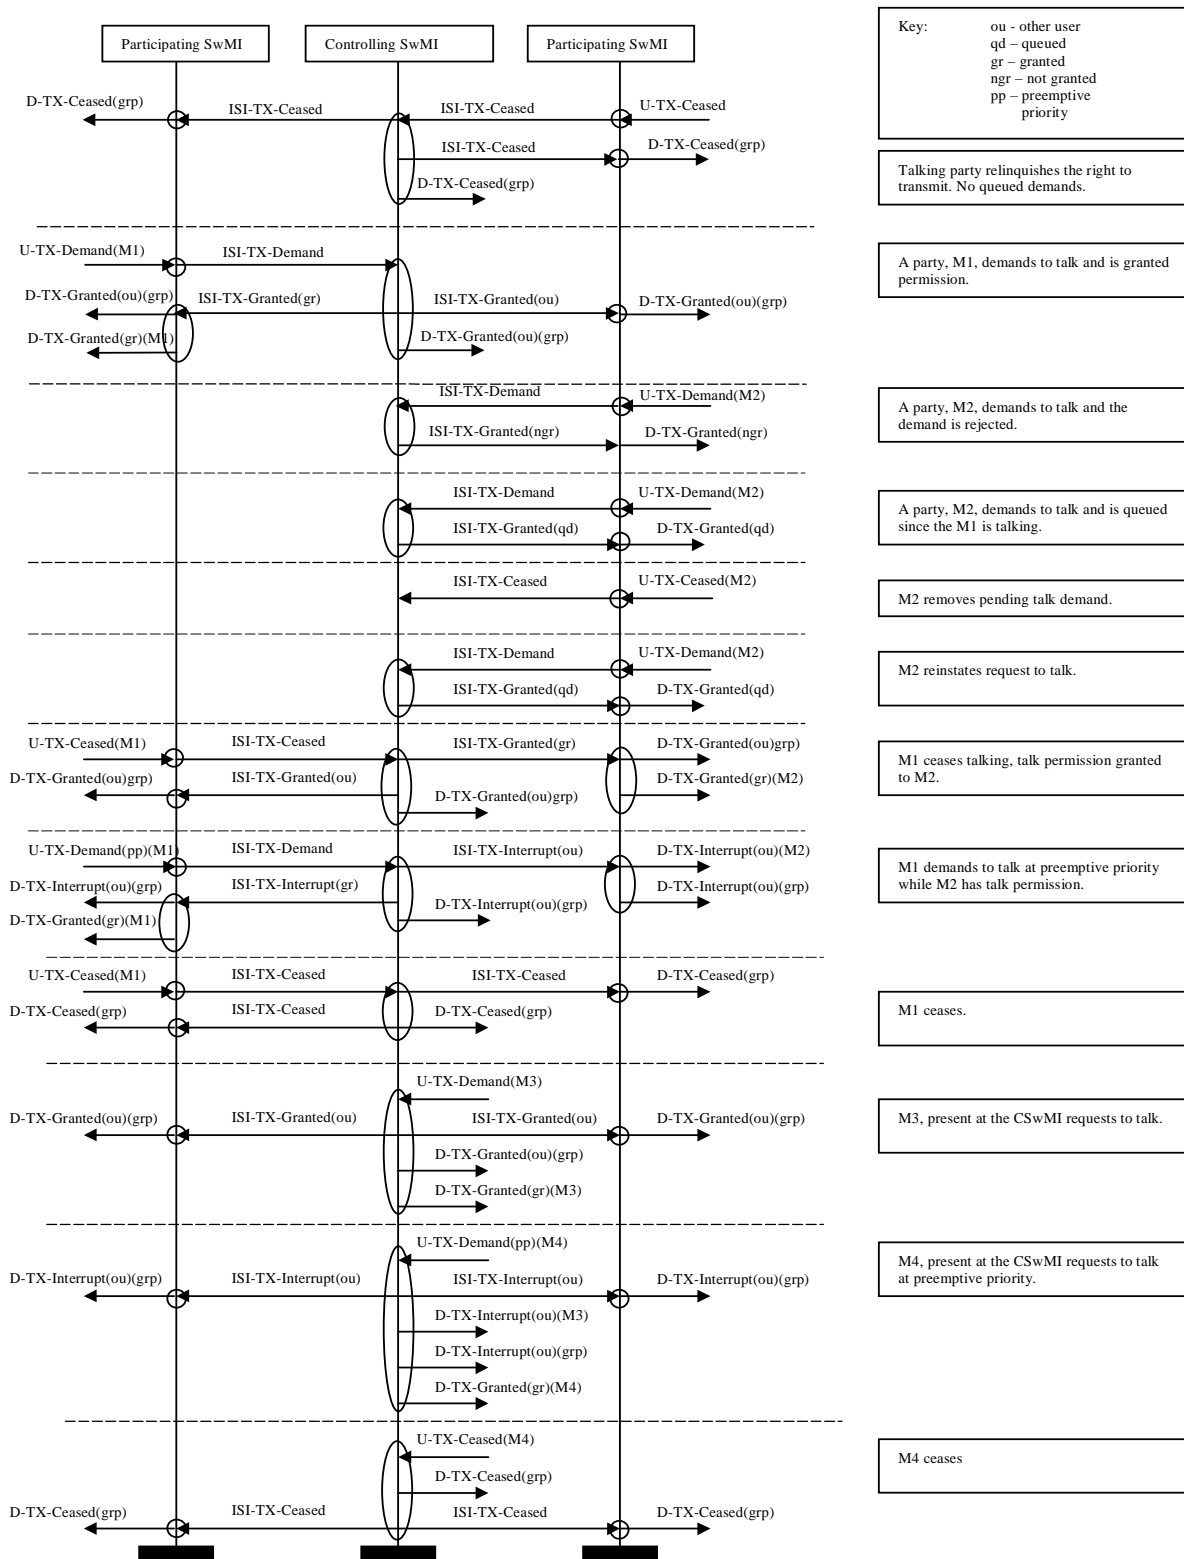 Participating SwMI
Controlling SwMI
Participating SwMI
Key: ou - other user
qd – queued
gr – granted
ngr – not granted
pp – preemptive
priority
D-TX-Ceased(grp)
ISI-TX-Ceased
ISI-TX-Ceased
U-TX-Ceased
ISI-TX-Ceased
D-TX-Ceased(grp)
D-TX-Ceased(grp)
Talking party relinquishes the right to
transmit. No queued demands.
U-TX-Demand(M1)
ISI-TX-Demand
D-TX-Granted(ou)(grp)
ISI-TX-Granted(gr)
ISI-TX-Granted(ou)
D-TX-Granted(ou)(grp)
D-TX-Granted(gr)(M1)
D-TX-Granted(ou)(grp)
A party, M1, demands to talk and is granted
permission.
ISI-TX-Demand
U-TX-Demand(M2)
ISI-TX-Granted(ngr)
D-TX-Granted(ngr)
A party, M2, demands to talk and the
demand is rejected.
ISI-TX-Demand
U-TX-Demand(M2)
ISI-TX-Granted(qd)
D-TX-Granted(qd)
A party, M2, demands to talk and is queued
since the M1 is talking.
ISI-TX-Ceased
U-TX-Ceased(M2)
M2 removes pending talk demand.
ISI-TX-Demand
U-TX-Demand(M2)
ISI-TX-Granted(qd)
D-TX-Granted(qd)
M2 reinstates request to talk.
U-TX-Ceased(M1)
ISI-TX-Ceased
ISI-TX-Granted(gr)
D-TX-Granted(ou)grp)
D-TX-Granted(ou)grp)
ISI-TX-Granted(ou)
D-TX-Granted(ou)grp)
D-TX-Granted(gr)(M2)
M1 ceases talking, talk permission granted
to M2.
U-TX-Demand(pp)(M1)
ISI-TX-Demand
ISI-TX-Interrupt(ou)
D-TX-Interrupt(ou)(M2)
D-TX-Interrupt(ou)(grp)
ISI-TX-Interrupt(gr)
D-TX-Interrupt(ou)(grp)
D-TX-Interrupt(ou)(grp)
D-TX-Granted(gr)(M1)
M1 demands to talk at preemptive priority
while M2 has talk permission.
U-TX-Ceased(M1)
ISI-TX-Ceased
ISI-TX-Ceased
D-TX-Ceased(grp)
D-TX-Ceased(grp)
ISI-TX-Ceased
D-TX-Ceased(grp)
M1 ceases.
U-TX-Demand(M3)
D-TX-Granted(ou)(grp)
ISI-TX-Granted(ou)
ISI-TX-Granted(ou)
D-TX-Granted(ou)(grp)
D-TX-Granted(ou)(grp)
D-TX-Granted(gr)(M3)
M3, present at the CSwMI requests to talk.
U-TX-Demand(pp)(M4)
D-TX-Interrupt(ou)(grp)
ISI-TX-Interrupt(ou)
ISI-TX-Interrupt(ou)
D-TX-Interrupt(ou)(grp)
D-TX-Interrupt(ou)(M3)
D-TX-Interrupt(ou)(grp)
D-TX-Granted(gr)(M4)
M4, present at the CSwMI requests to talk
at preemptive priority.
U-TX-Ceased(M4)
D-TX-Ceased(grp)
D-TX-Ceased(grp)
ISI-TX-Ceased
ISI-TX-Ceased
D-TX-Ceased(grp)
M4 ceases